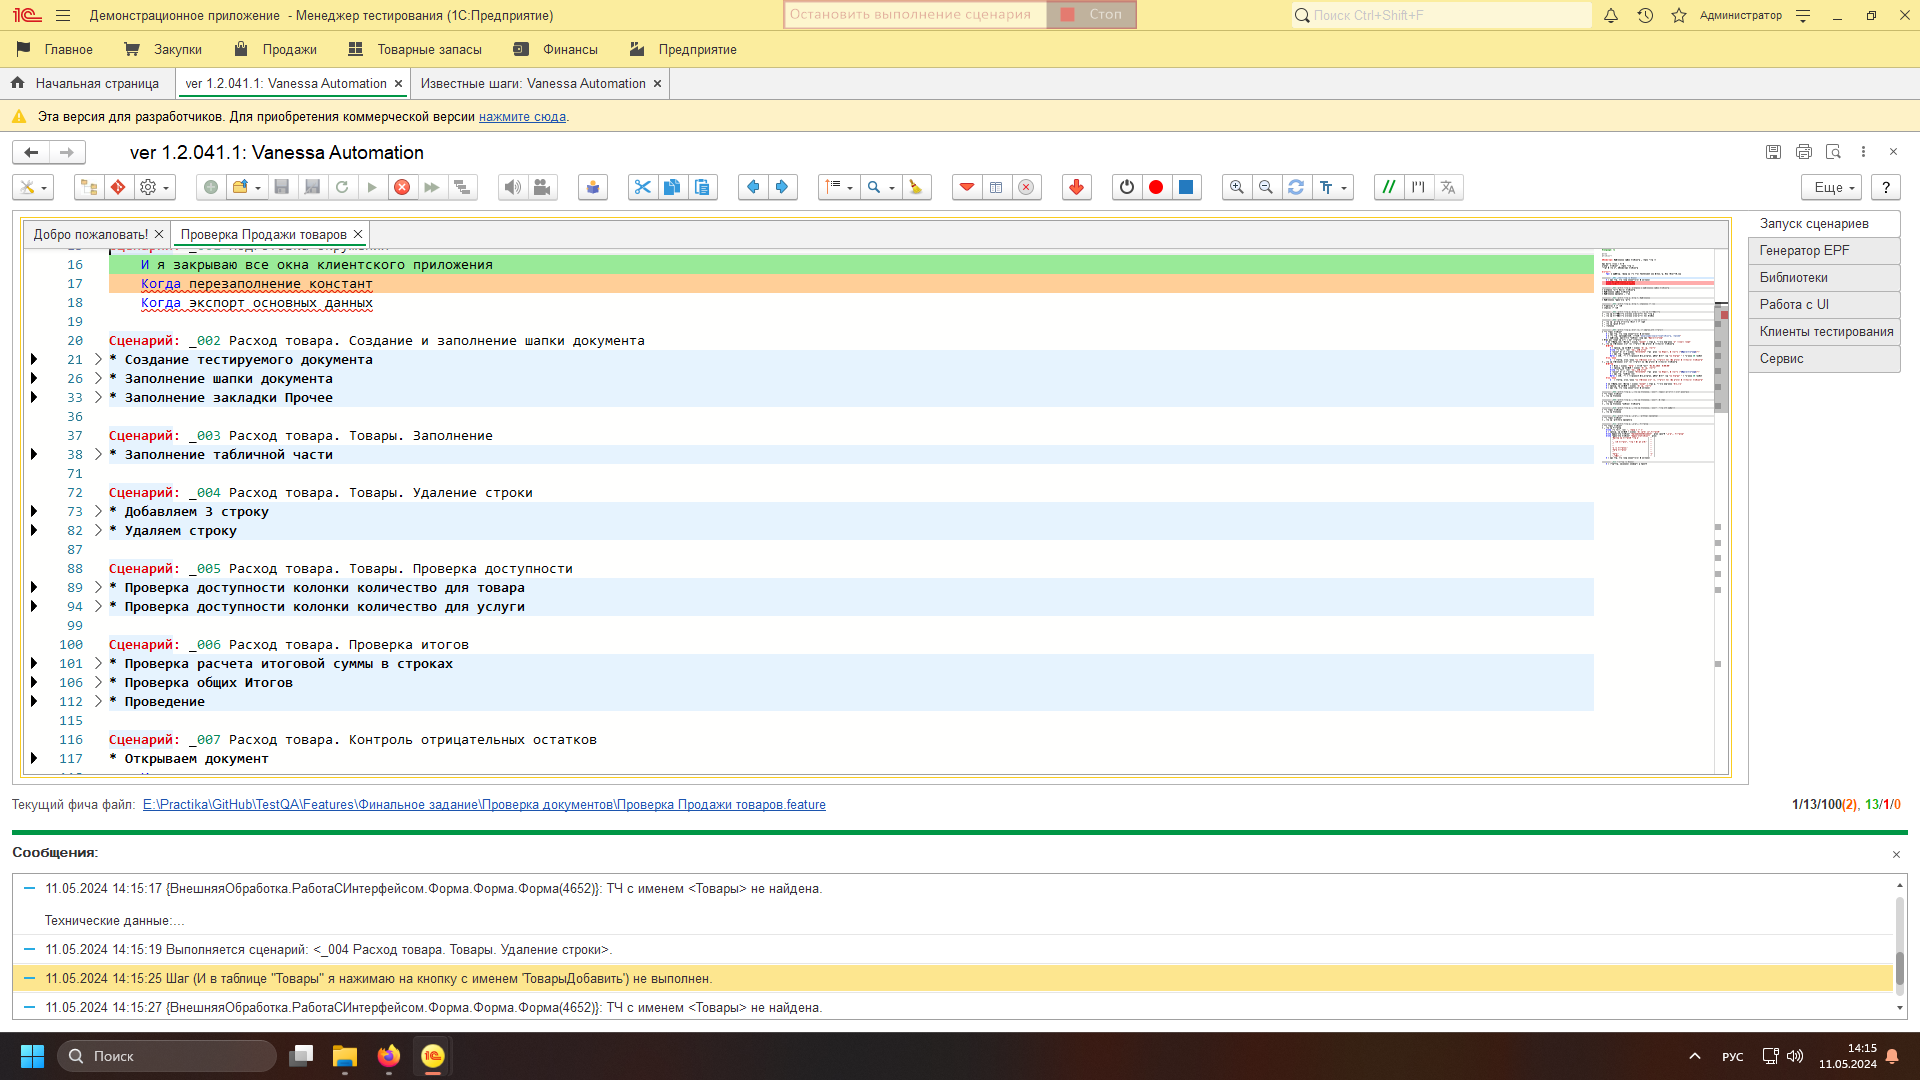 Демонстрационное приложение - Менеджер тестирования (1С:Предприятие)
Остановить выполнение сценария
Стоп
Поиск Ctrl+Shift+F
Администратор
Главное
Закупки
Продажи
Товарные запасы
Финансы
Предприятие
Начальная страница
ver 1.2.041.1: Vanessa Automation
Известные шаги: Vanessa Automation
Эта версия для разработчиков. Для приобретения коммерческой версии нажмите сюда.
ver 1.2.041.1: Vanessa Automation
Еще
?
Добро пожаловать!
Проверка Продажи товаров
16 И я закрываю все окна клиентского приложения
17 Когда перезаполнение констант
18 Когда экспорт основных данных
19
20 Сценарий: _002 Расход товара. Создание и заполнение шапки документа
21 * Создание тестируемого документа
26 * Заполнение шапки документа
33 * Заполнение закладки Прочее
36
37 Сценарий: _003 Расход товара. Товары. Заполнение
38 * Заполнение табличной части
71
72 Сценарий: _004 Расход товара. Товары. Удаление строки
73 * Добавляем 3 строку
82 * Удаляем строку
87
88 Сценарий: _005 Расход товара. Товары. Проверка доступности
89 * Проверка доступности колонки количество для товара
94 * Проверка доступности колонки количество для услуги
99
100 Сценарий: _006 Расход товара. Проверка итогов
101 * Проверка расчета итоговой суммы в строках
106 * Проверка общих Итогов
112 * Проведение
115
116 Сценарий: _007 Расход товара. Контроль отрицательных остатков
117 * Открываем документ
Запуск сценариев
Генератор EPF
Библиотеки
Работа с UI
Клиенты тестирования
Сервис
Текущий фича файл: E:\Practika\GitHub\TestQA\Features\Финальное задание\Проверка документов\Проверка Продажи товаров.feature
1/13/100(2), 13/1/0
Сообщения:
11.05.2024 14:15:17 {ВнешняяОбработка.РаботаСИнтерфейсом.Форма.Форма.Форма(4652)}: ТЧ с именем <Товары> не найдена.
Технические данные:...
11.05.2024 14:15:19 Выполняется сценарий: <_004 Расход товара. Товары. Удаление строки>.
11.05.2024 14:15:25 Шаг (И в таблице "Товары" я нажимаю на кнопку с именем 'ТоварыДобавить') не выполнен.
11.05.2024 14:15:27 {ВнешняяОбработка.РаботаСИнтерфейсом.Форма.Форма.Форма(4652)}: ТЧ с именем <Товары> не найдена.
Поиск
РУС
14:15
11.05.2024